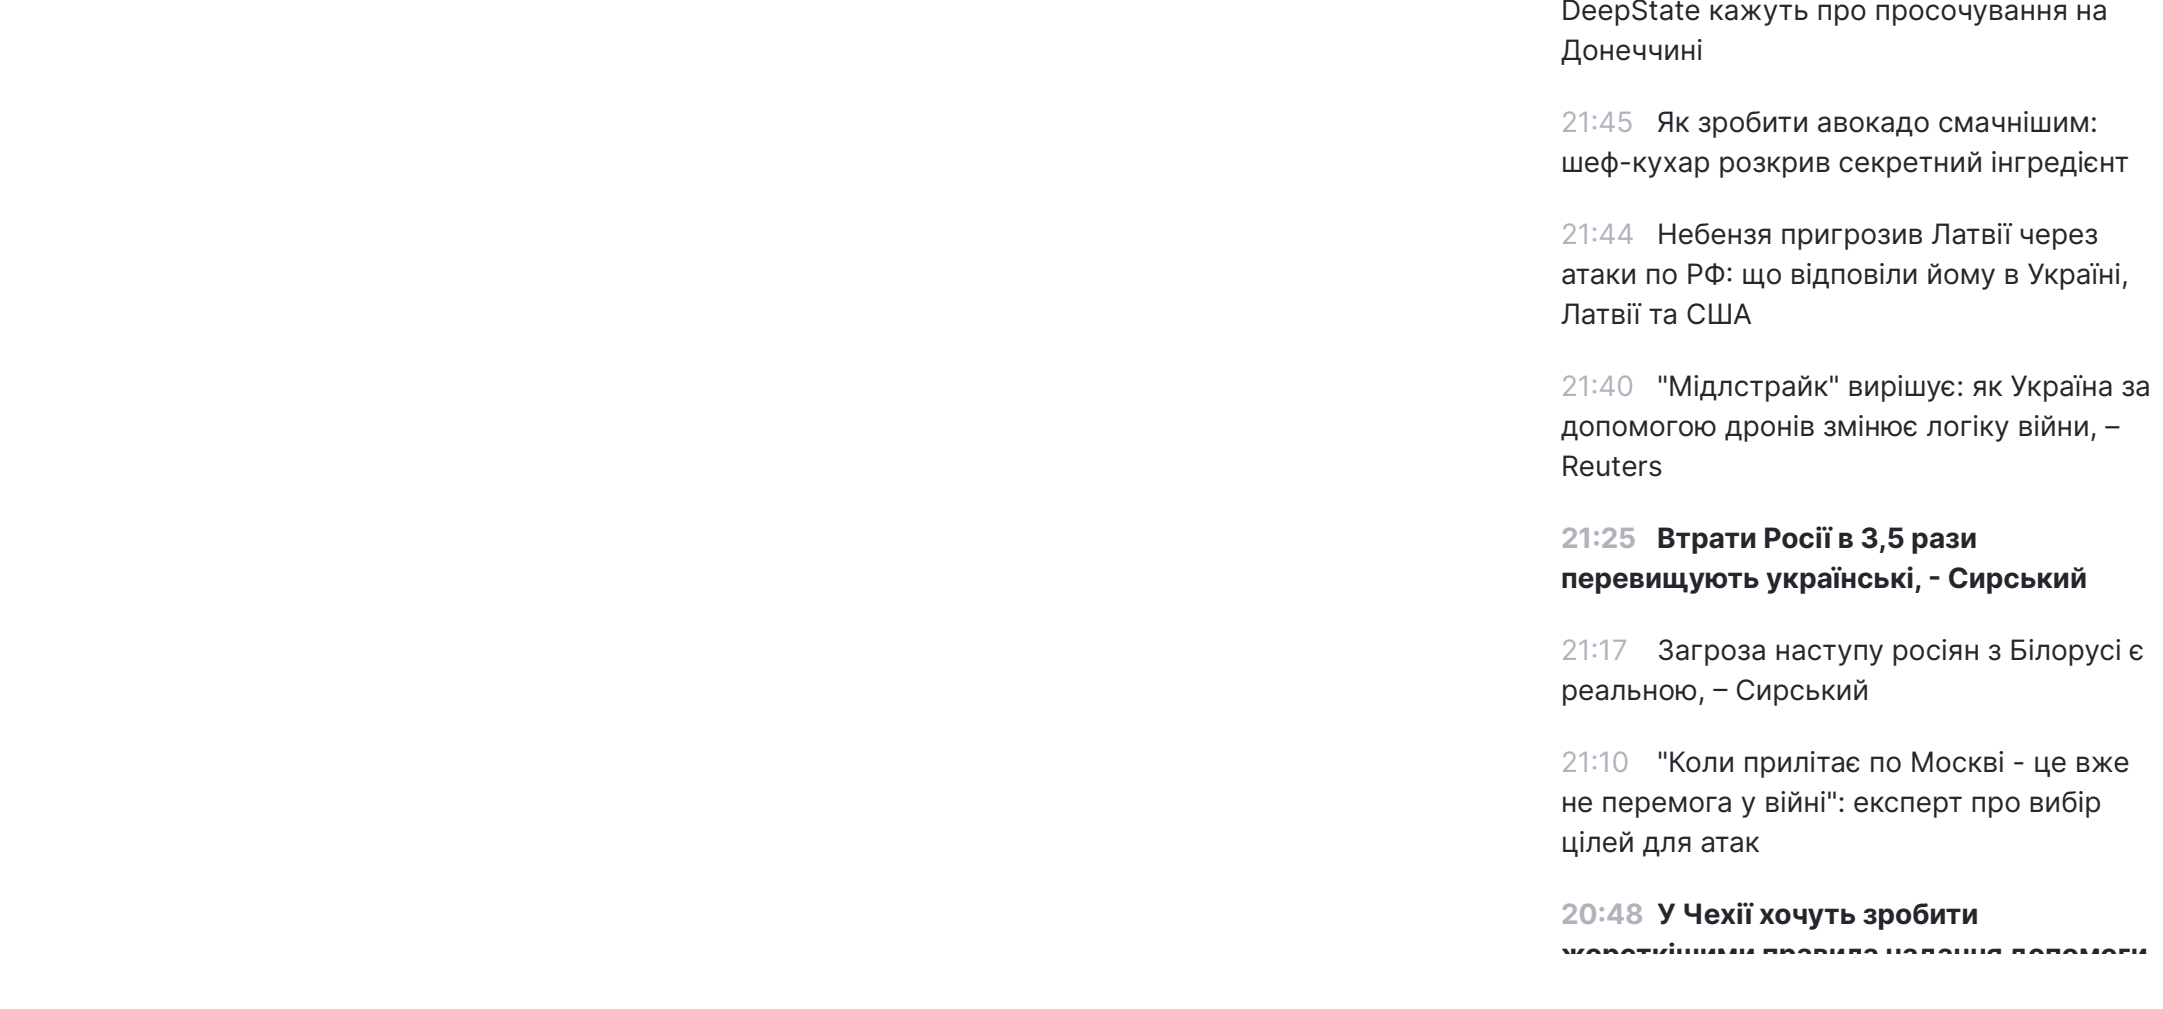 DeepState кажуть про просочування на
Донеччині
21:45 Як зробити авокадо смачнішим:
шеф-кухар розкрив секретний інгредієнт
21:44 Небензя пригрозив Латвії через
атаки по РФ: що відповіли йому в Україні,
Латвії та США
21:40 "Мідлстрайк" вирішує: як Україна за
допомогою дронів змінює логіку війни, –
Reuters
21:25 Втрати Росії в 3,5 рази
перевищують українські, - Сирський
21:17 Загроза наступу росіян з Білорусі є
реальною, – Сирський
21:10 "Коли прилітає по Москві - це вже
не перемога у війні": експерт про вибір
цілей для атак
20:48 У Чехії хочуть зробити
жорсткішими правила надання допомоги